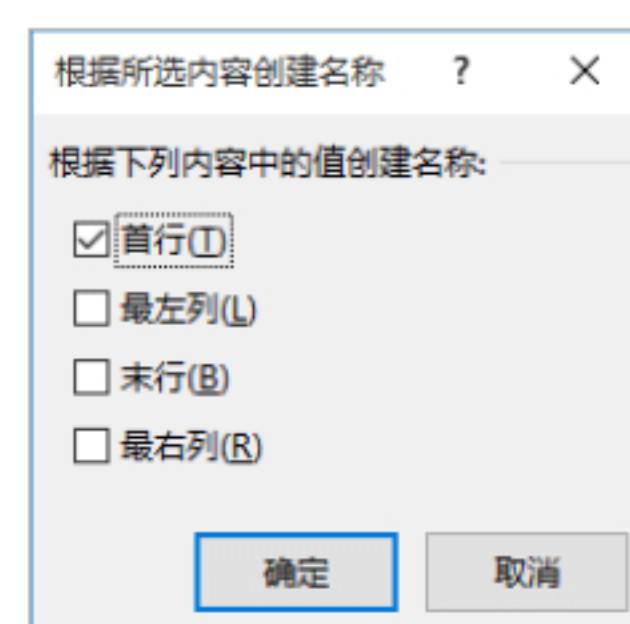 根据所选内容创建名称 ? ×
根据下列内容中的值创建名称:
首行(T)
最左列(L)
末行(B)
最右列(R)
确定 取消